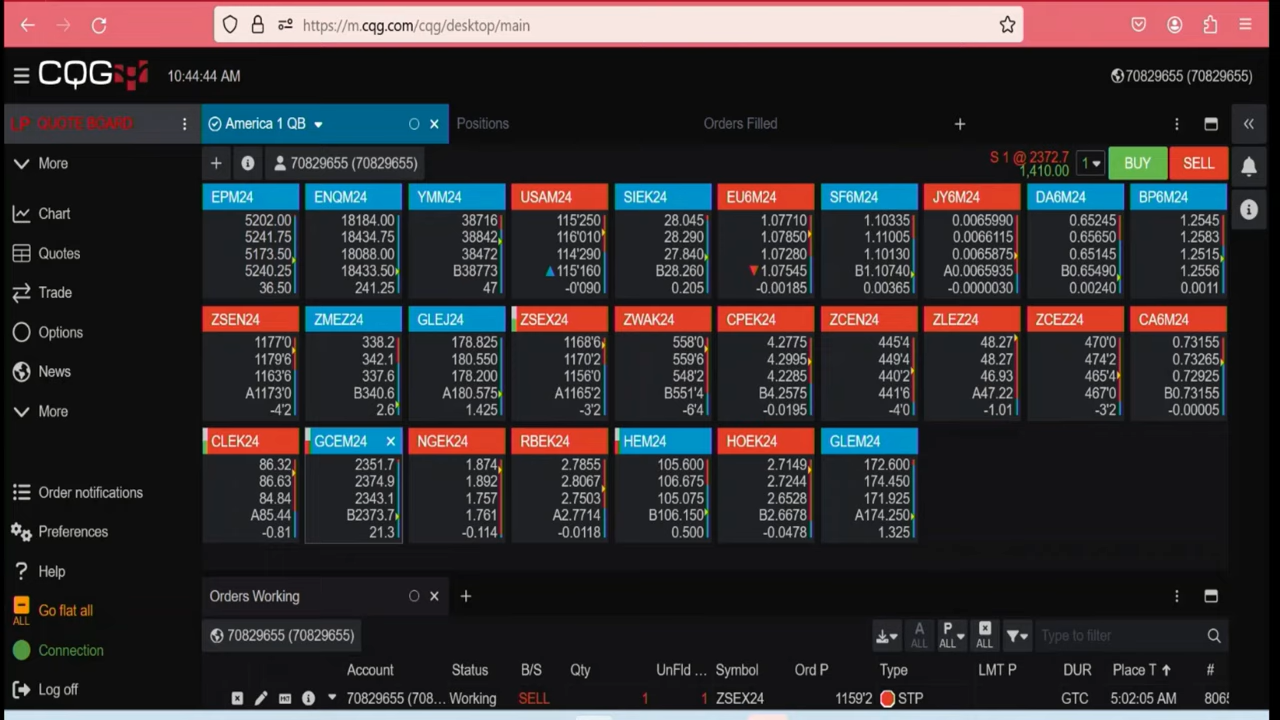 https://m.cqg.com/cqg/desktop/main
CQG 10:44:44 AM 70829655 (70829655)
LP QUOTE BOARD America 1 QB Positions Orders Filled
More 70829655 (70829655) S 1 @ 2372.7 1,410.00 1 BUY SELL
EPM24 ENQM24 YMM24 USAM24 SIEK24 EU6M24 SF6M24 JY6M24 DA6M24 BP6M24
5202.00 18184.00 38716 115'250 28.045 1.07710 1.10335 0.0065990 0.65245 1.2545
5241.75 18434.75 38842 116'010 28.290 1.07850 1.11005 0.0066115 0.65650 1.2583
5173.50 18088.00 38472 114'290 27.840 1.07280 1.10130 0.0065875 0.65145 1.2515
5240.25 18433.50 B38773 115'160 B28.260 1.07545 B1.10740 A0.0065935 B0.65490 1.2556
36.50 241.25 47 -0'090 0.205 -0.00185 0.00365 -0.0000030 0.00240 0.0011
ZSEN24 ZMEZ24 GLEJ24 ZSEX24 ZWAK24 CPEK24 ZCEN24 ZLEZ24 ZCEZ24 CA6M24
1177'0 338.2 178.825 1168'6 558'0 4.2775 445'4 48.27 470'0 0.73155
1179'6 342.1 180.550 1170'2 559'6 4.2995 449'4 48.27 474'2 0.73265
1163'6 337.6 178.200 1156'0 548'2 4.2285 440'2 46.93 465'4 0.72925
A1173'0 B340.6 A180.575 A1165'2 B551'4 B4.2575 441'6 A47.22 467'0 B0.73155
-4'2 2.6 1.425 -3'2 -6'4 -0.0195 -4'0 -1.01 -3'2 -0.00005
CLEK24 GCEM24 NGEK24 RBEK24 HEM24 HOEK24 GLEM24
86.32 2351.7 1.874 2.7855 105.600 2.7149 172.600
86.63 2374.9 1.892 2.8067 106.675 2.7244 174.450
84.84 2343.1 1.757 2.7503 105.075 2.6528 171.925
A85.44 B2373.7 1.761 A2.7714 B106.150 B2.6678 A174.250
-0.81 21.3 -0.114 -0.0118 0.500 -0.0478 1.325
Chart
Quotes
Trade
Options
News
More
Order notifications
Preferences
Help
ALL Go flat all
Connection
Log off
Orders Working
70829655 (70829655) A ALL P ALL ALL Type to filter
Account Status B/S Qty UnFld ... Symbol Ord P Type LMT P DUR Place T #
70829655 (708... Working SELL 1 1 ZSEX24 1159'2 STP GTC 5:02:05 AM 8065